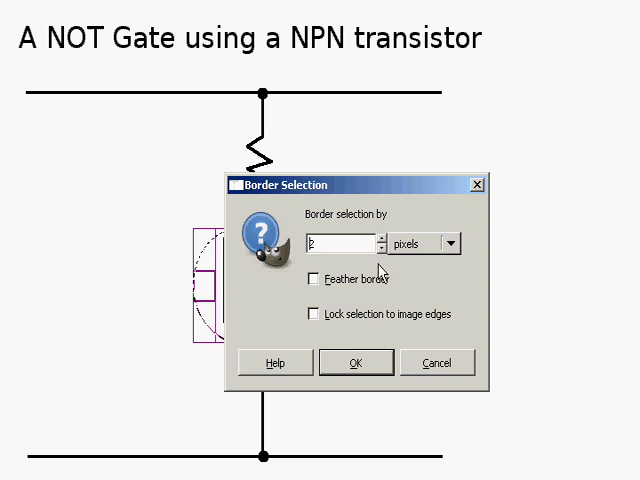 A NOT Gate using a NPN transistor
Border Selection
Border selection by
2
pixels
Feather border
Lock selection to image edges
Help OK Cancel